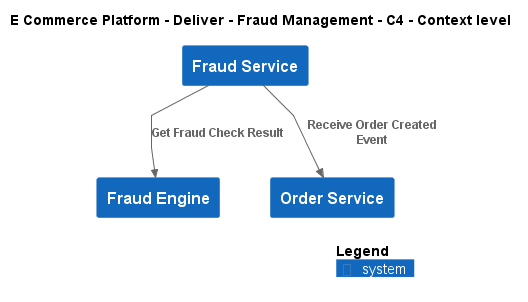 E Commerce Platform - Deliver - Fraud Management - C4 - Context level
Fraud Service
Get Fraud Check Result
Receive Order Created
Event
Fraud Engine
Order Service
Legend
system